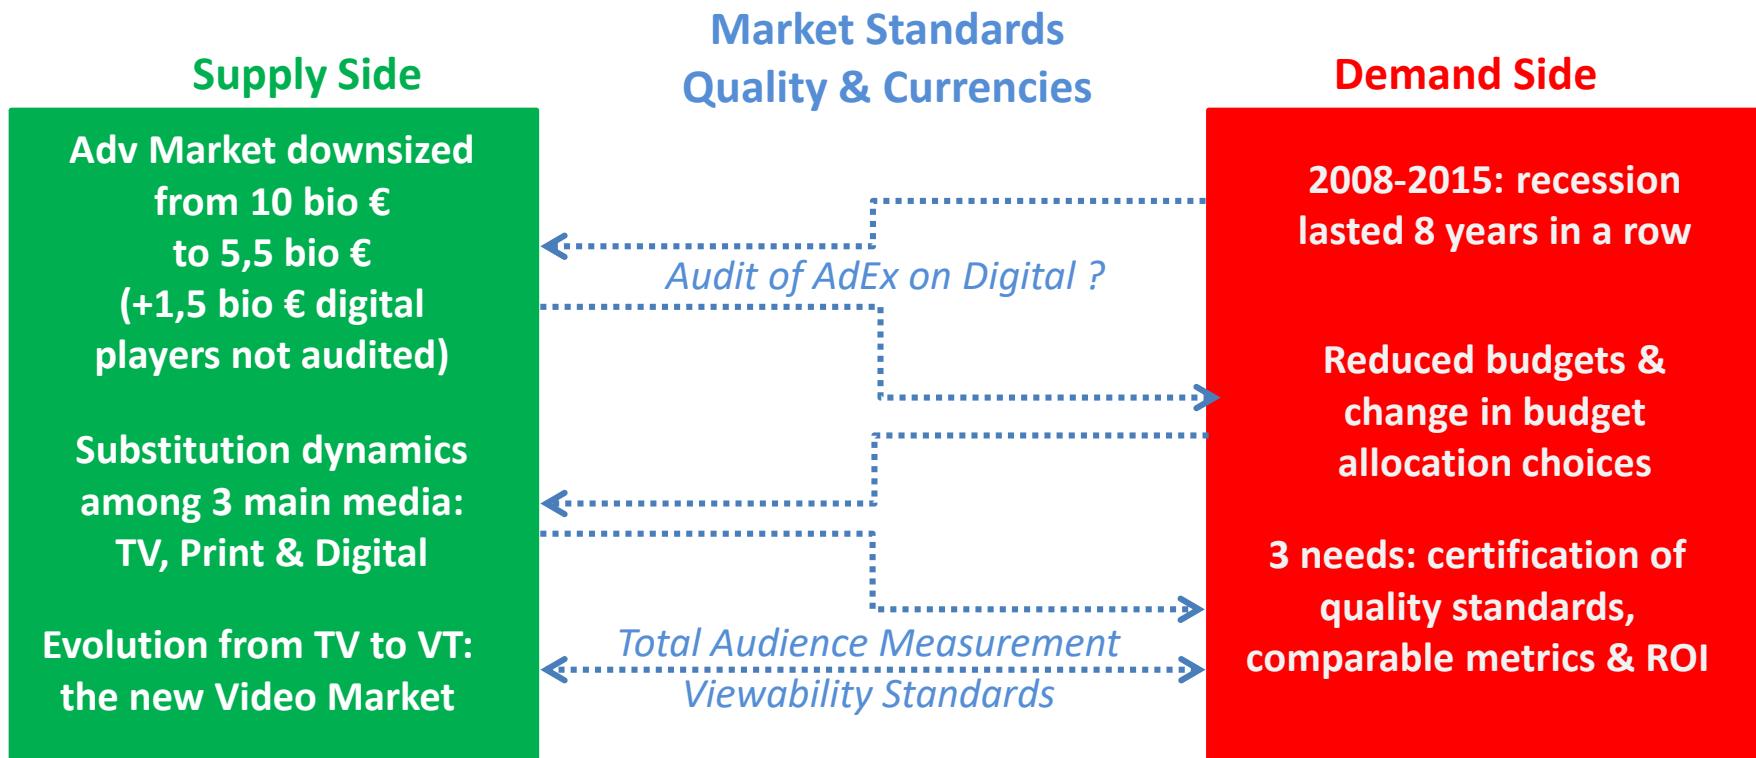 Market Standards
Quality & Currencies
Supply Side
Adv Market downsized
from 10 bio €
to 5,5 bio €
(+1,5 bio € digital
players not audited)
Substitution dynamics
among 3 main media:
TV, Print & Digital
Evolution from TV to VT:
the new Video Market
Audit of AdEx on Digital ?
Total Audience Measurement
Viewability Standards
Demand Side
2008-2015: recession
lasted 8 years in a row
Reduced budgets &
change in budget
allocation choices
3 needs: certification of
quality standards,
comparable metrics & ROI